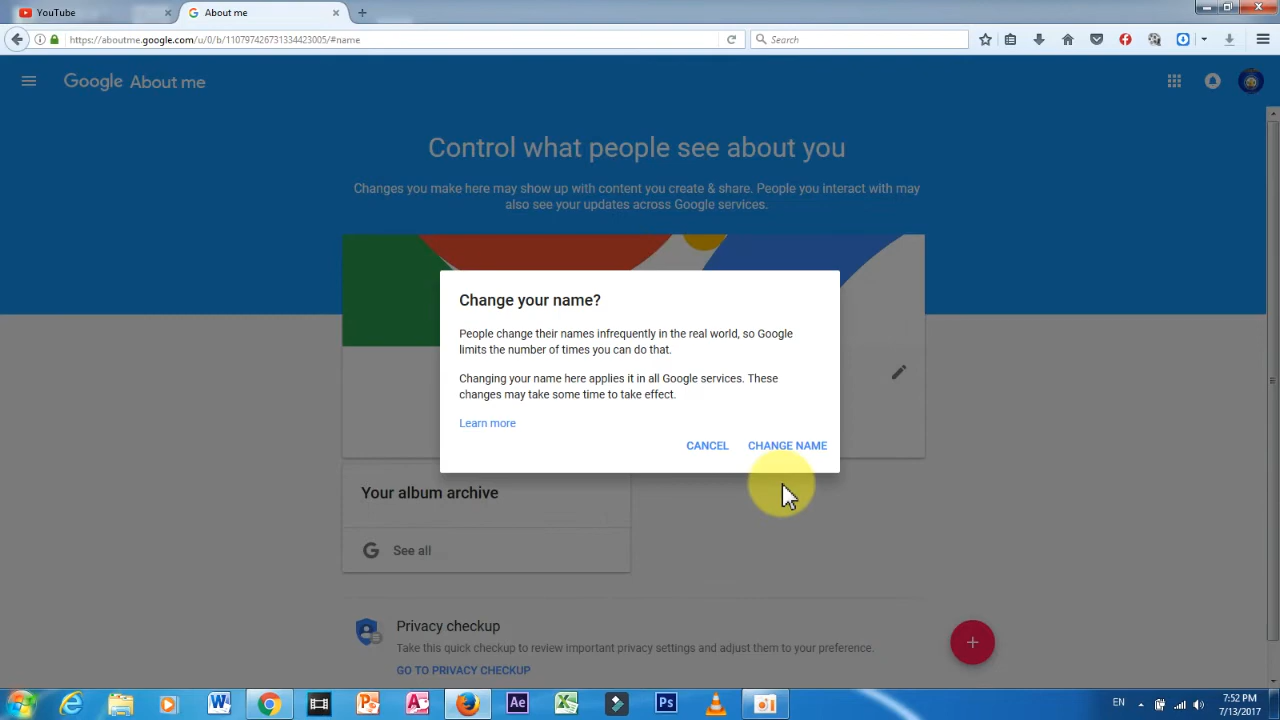 YouTube
About me
https://aboutme.google.com/u/0/b/110797426731334423005/#name
Search
Google About me
Control what people see about you
Changes you make here may show up with content you create & share. People you interact with may
also see your updates across Google services.
Change your name?
People change their names infrequently in the real world, so Google
limits the number of times you can do that.
Changing your name here applies it in all Google services. These
changes may take some time to take effect.
Learn more
CANCEL CHANGE NAME
Your album archive
See all
Privacy checkup
Take this quick checkup to review important privacy settings and adjust them to your preference.
GO TO PRIVACY CHECKUP
EN
7:52 PM
7/13/2017